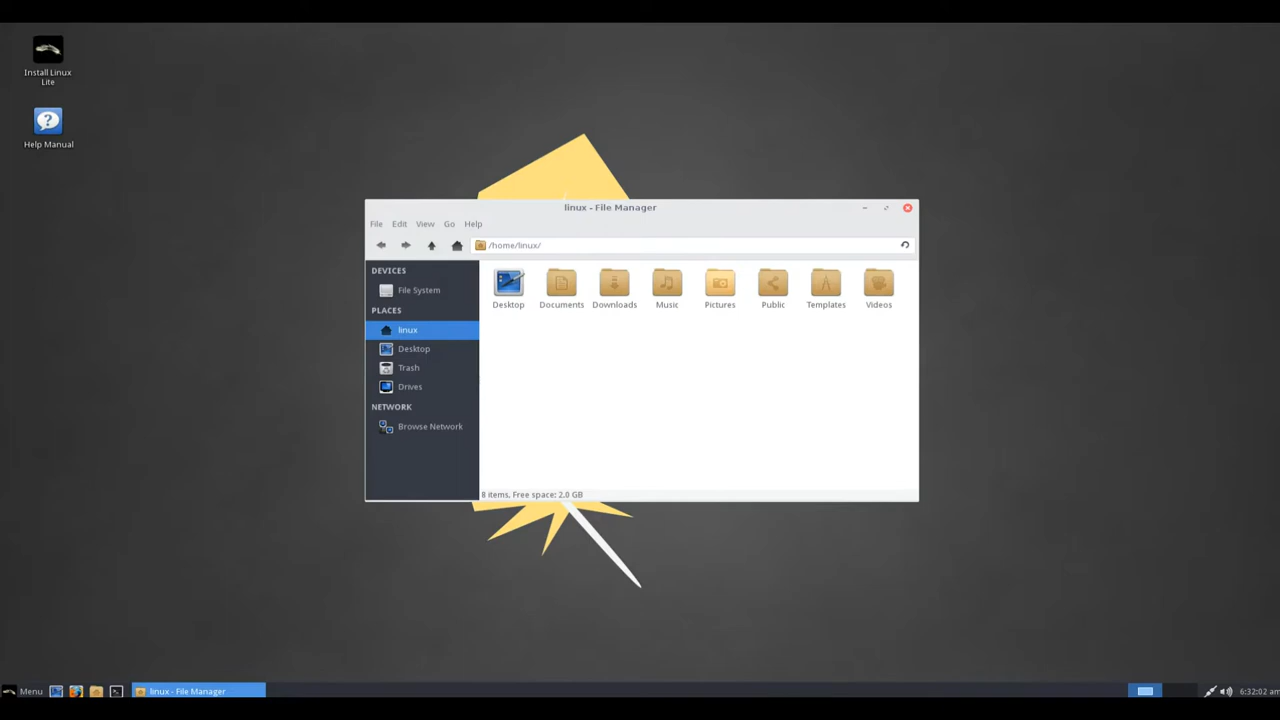 Install Linux
Lite
Help Manual
linux - File Manager
File Edit View Go Help
/home/linux/
DEVICES
File System
PLACES
linux
Desktop
Trash
Drives
NETWORK
Browse Network
Desktop Documents Downloads Music Pictures Public Templates Videos
8 items, Free space: 2.0 GB
Menu linux - File Manager 6:32:02 am